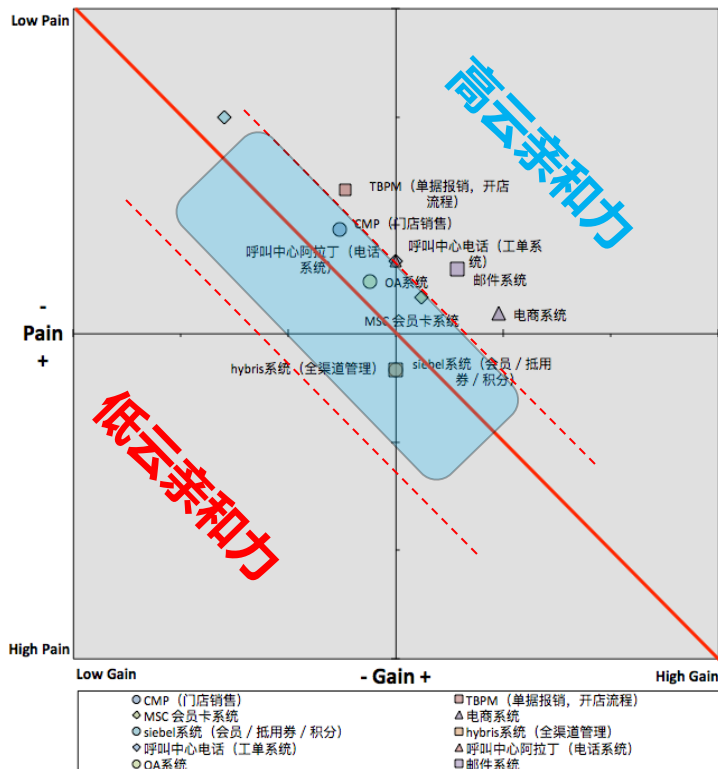 Low Pain
高云亲和力
TBPM（单据报销，开店
流程）
CMP（门店销售）
呼叫中心阿拉丁（电话
系统）
呼叫中心电话（工单系
统）
邮件系统
OA系统
MSC 会员卡系统
电商系统
-
Pain
+
hybris系统（全渠道管理）
siebel系统（会员 / 抵用
券 / 积分）
低云亲和力
High Pain
Low Gain
- Gain +
High Gain
CMP（门店销售）
TBPM（单据报销，开店流程）
MSC 会员卡系统
电商系统
siebel系统（会员 / 抵用券 / 积分）
hybris系统（全渠道管理）
呼叫中心电话（工单系统）
呼叫中心阿拉丁（电话系统）
OA系统
邮件系统